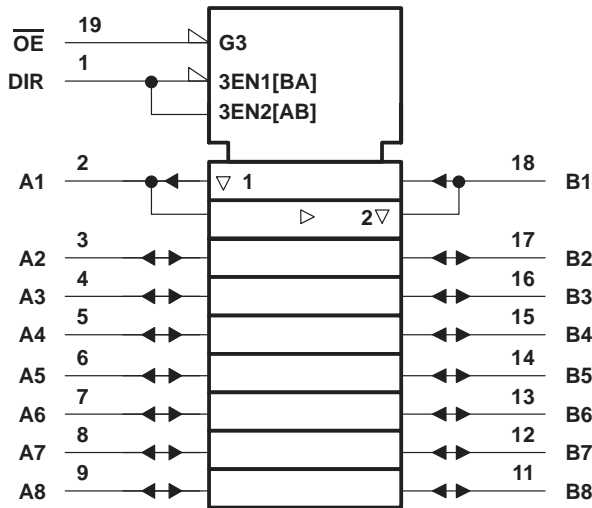 19
OE G3
1
DIR 3EN1[BA]
3EN2[AB]
2 18
A1 ▽ 1 B1
▷ 2▽
3 17
A2 B2
4 16
A3 B3
5 15
A4 B4
6 14
A5 B5
7 13
A6 B6
8 12
A7 B7
9 11
A8 B8